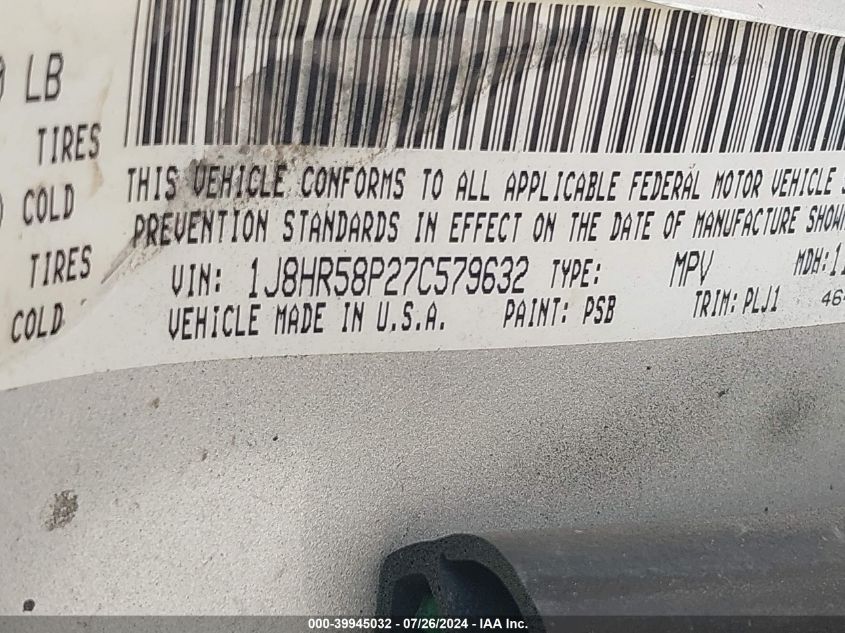 LB
TIRES
COLD
TIRES
COLD
THIS VEHICLE CONFORMS TO ALL APPLICABLE FEDERAL MOTOR VEHICLE
PREVENTION STANDARDS IN EFFECT ON THE DATE OF MANUFACTURE SHOW
VIN: 1J8HR58P27C579632 TYPE: MPV MDH:
VEHICLE MADE IN U.S.A. PAINT: PSB TRIM: PLJ1
000-39945032 - 07/26/2024 - IAA Inc.